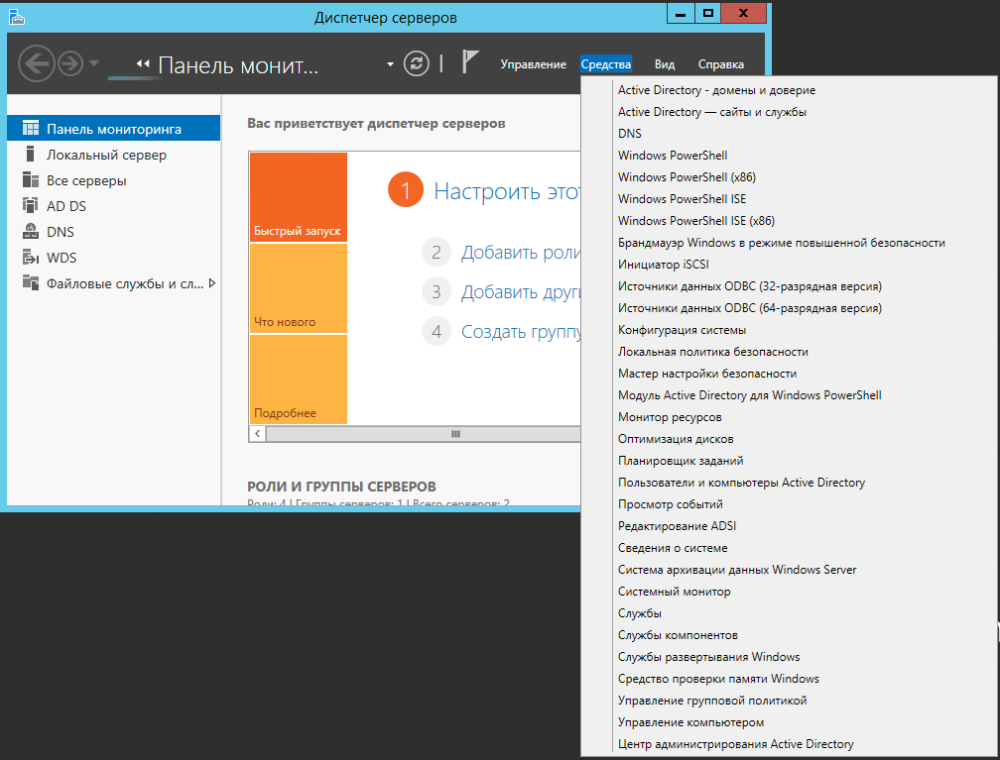 Диспетчер серверов
Панель монит...
Управление
Средства
Вид
Справка
Панель мониторинга
Локальный сервер
Все серверы
AD DS
DNS
WDS
Файловые службы и сл...
Вас приветствует диспетчер серверов
Быстрый запуск
Что нового
Подробнее
1 Настроить этот
2 Добавить роли
3 Добавить други
4 Создать группу
РОЛИ И ГРУППЫ СЕРВЕРОВ
Роли: 4 | Группы серверов: 1 | Всего серверов: 2
Active Directory - домены и доверие
Active Directory — сайты и службы
DNS
Windows PowerShell
Windows PowerShell (x86)
Windows PowerShell ISE
Windows PowerShell ISE (x86)
Брандмауэр Windows в режиме повышенной безопасности
Инициатор iSCSI
Источники данных ODBC (32-разрядная версия)
Источники данных ODBC (64-разрядная версия)
Конфигурация системы
Локальная политика безопасности
Мастер настройки безопасности
Модуль Active Directory для Windows PowerShell
Монитор ресурсов
Оптимизация дисков
Планировщик заданий
Пользователи и компьютеры Active Directory
Просмотр событий
Редактирование ADSI
Сведения о системе
Система архивации данных Windows Server
Системный монитор
Службы
Службы компонентов
Службы развертывания Windows
Средство проверки памяти Windows
Управление групповой политикой
Управление компьютером
Центр администрирования Active Directory